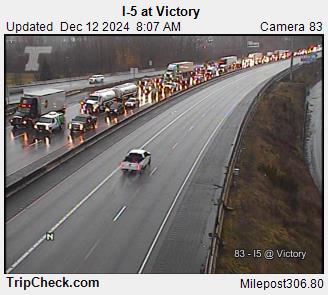 I-5 at Victory
Updated Dec 12 2024 8:07 AM Camera 83
N
83 - I5 @ Victory
TripCheck.com Milepost306.80